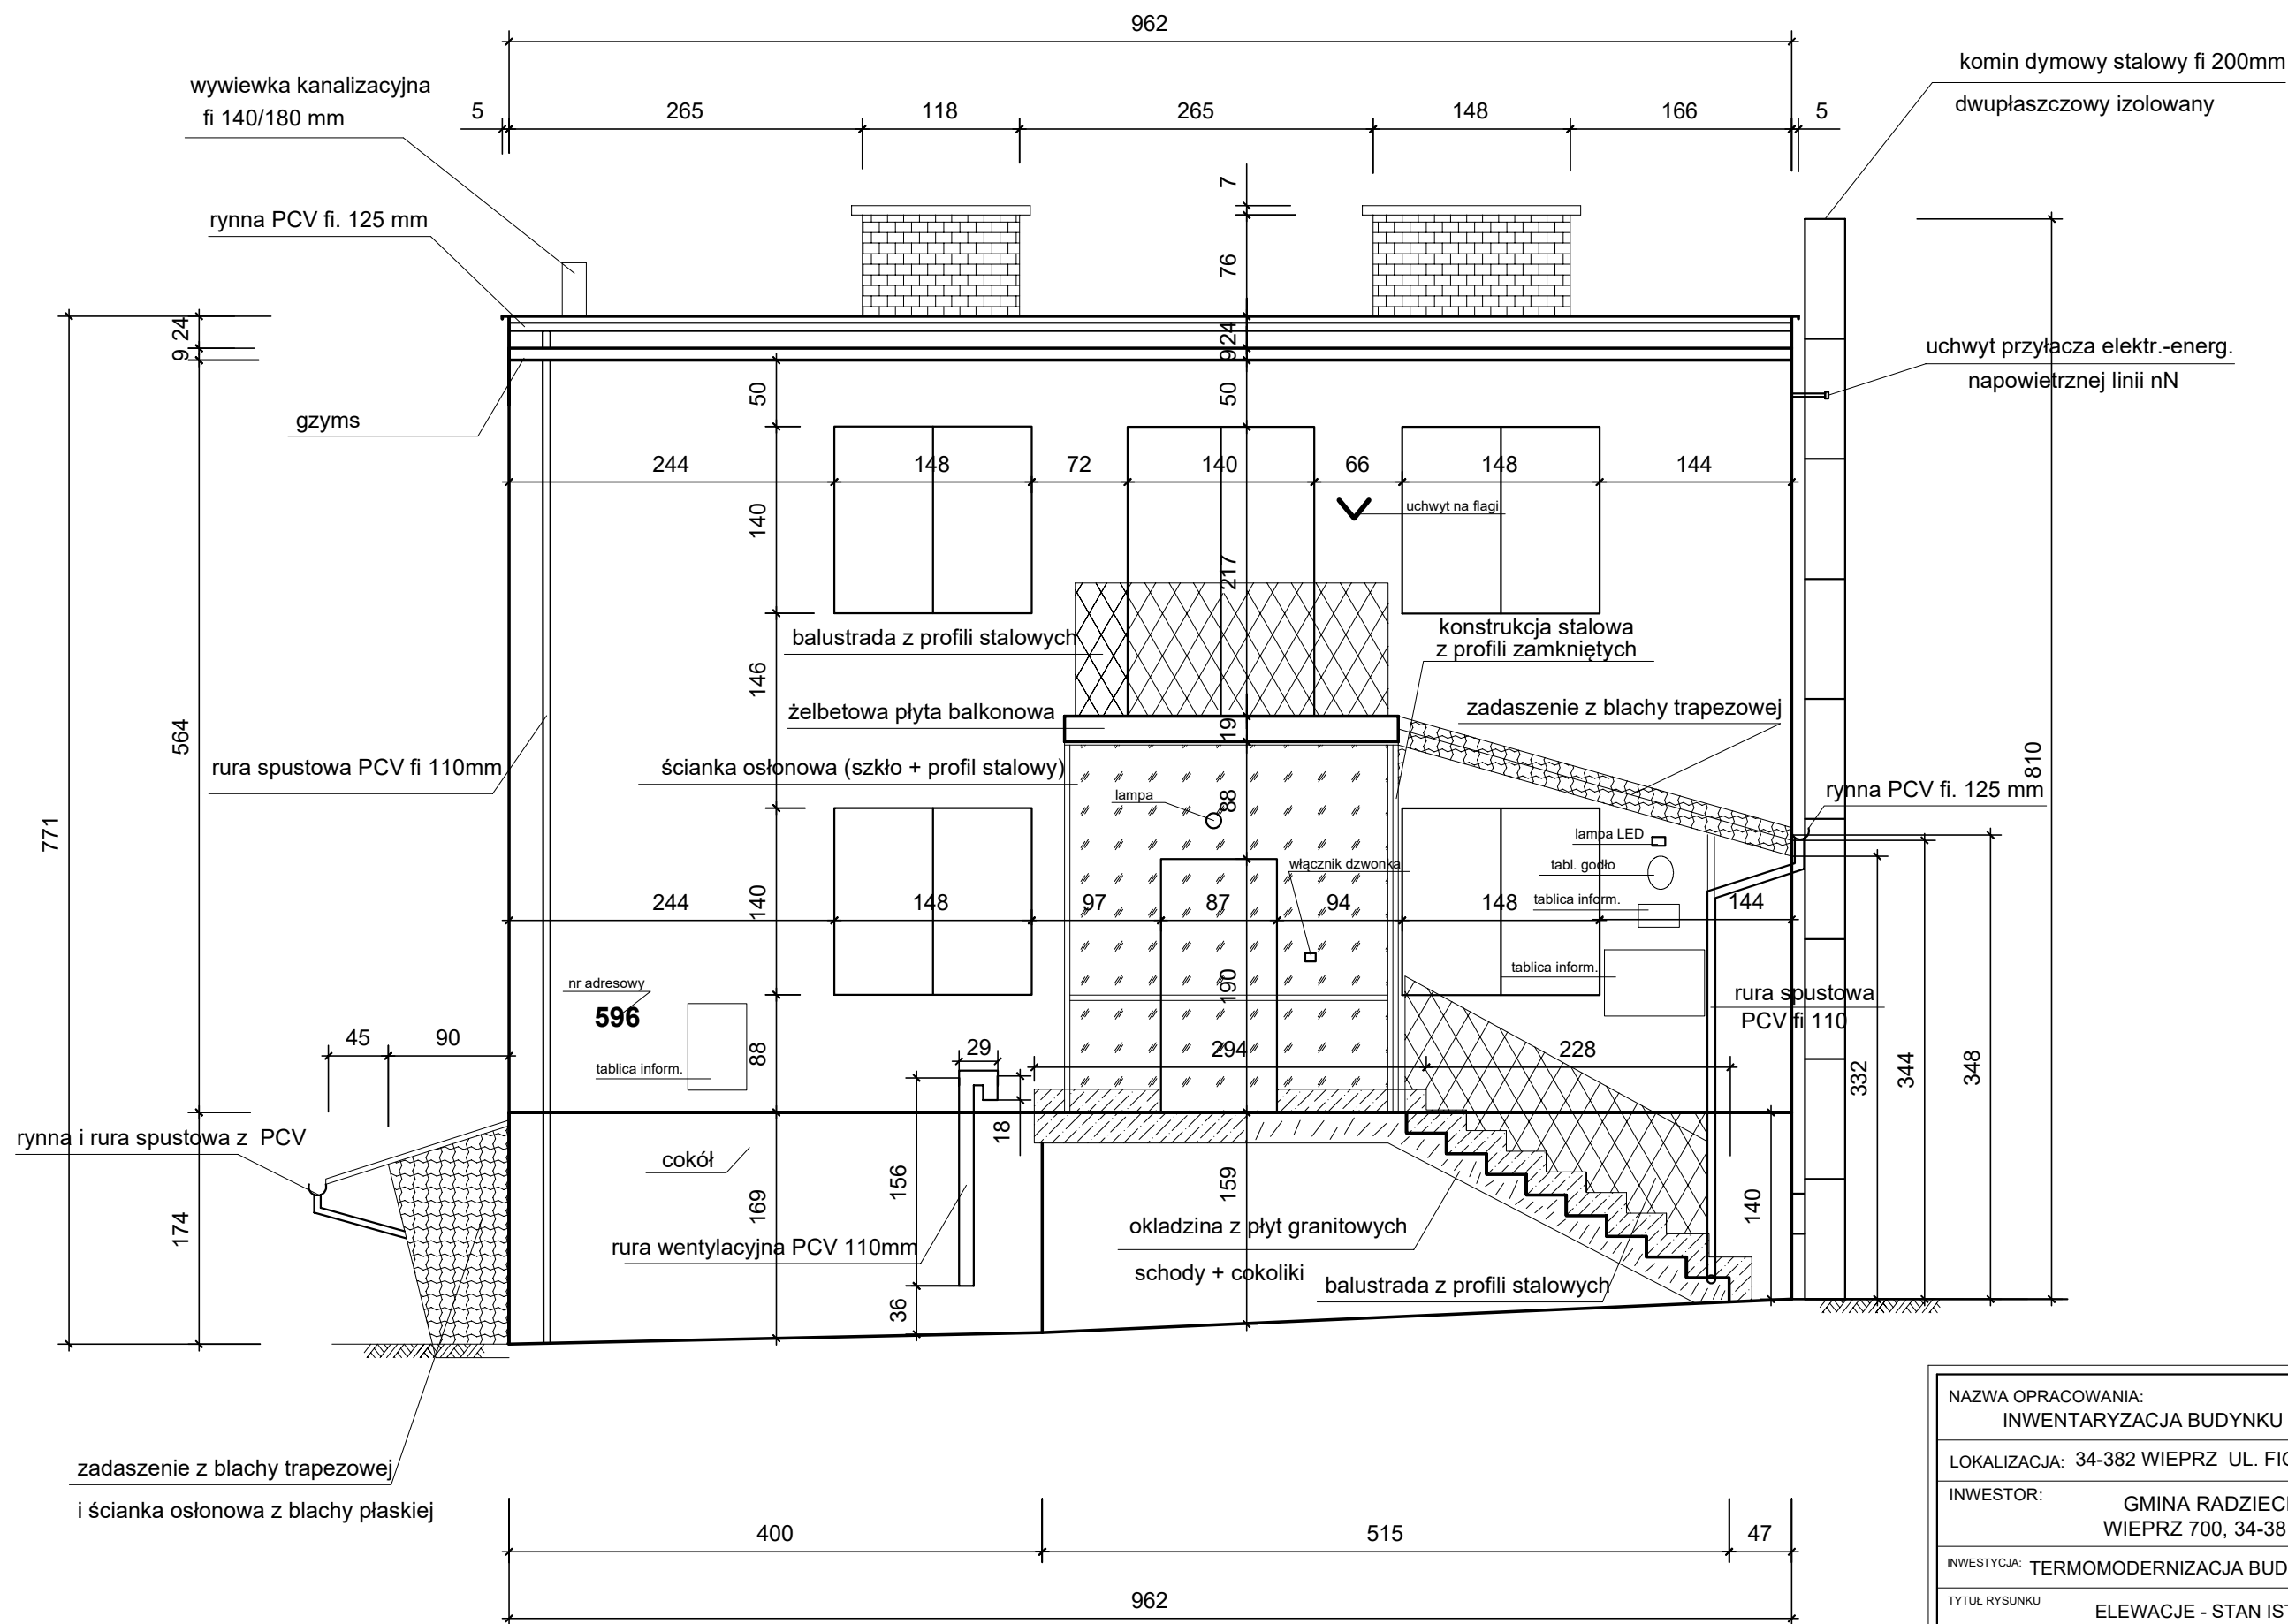 962
komin dymowy stalowy fi 200mm
dwupłaszczowy izolowany
wywiewka kanalizacyjna
fi 140/180 mm
5
265
118
265
148
166
5
7
rynna PCV fi. 125 mm
76
24
9
24
9
uchwyt przyłącza elektr.-energ.
napowietrznej linii nN
50
50
gzyms
244
148
72
140
66
148
144
uchwyt na flagi
140
217
balustrada z profili stalowych
konstrukcja stalowa
z profili zamkniętych
146
żelbetowa płyta balkonowa
zadaszenie z blachy trapezowej
19
564
810
rura spustowa PCV fi 110mm
ścianka osłonowa (szkło + profil stalowy)
lampa
88
rynna PCV fi. 125 mm
771
lampa LED
włącznik dzwonka
tabl. godło
140
244
148
97
87
94
148
tablica inform.
144
tablica inform.
190
nr adresowy
596
rura spustowa
PCV fi 110
45
90
88
29
294
228
tablica inform.
332
344
348
rynna i rura spustowa z PCV
18
cokół
156
159
169
140
174
okladzina z płyt granitowych
rura wentylacyjna PCV 110mm
schody + cokoliki
balustrada z profili stalowych
36
zadaszenie z blachy trapezowej
i ścianka osłonowa z blachy płaskiej
400
515
47
962
NAZWA OPRACOWANIA:
INWENTARYZACJA BUDYNKU
LOKALIZACJA: 34-382 WIEPRZ UL. FI
INWESTOR:
GMINA RADZIEC
WIEPRZ 700, 34-38
INWESTYCJA: TERMOMODERNIZACJA BUD
TYTUŁ RYSUNKU
ELEWACJE - STAN IST